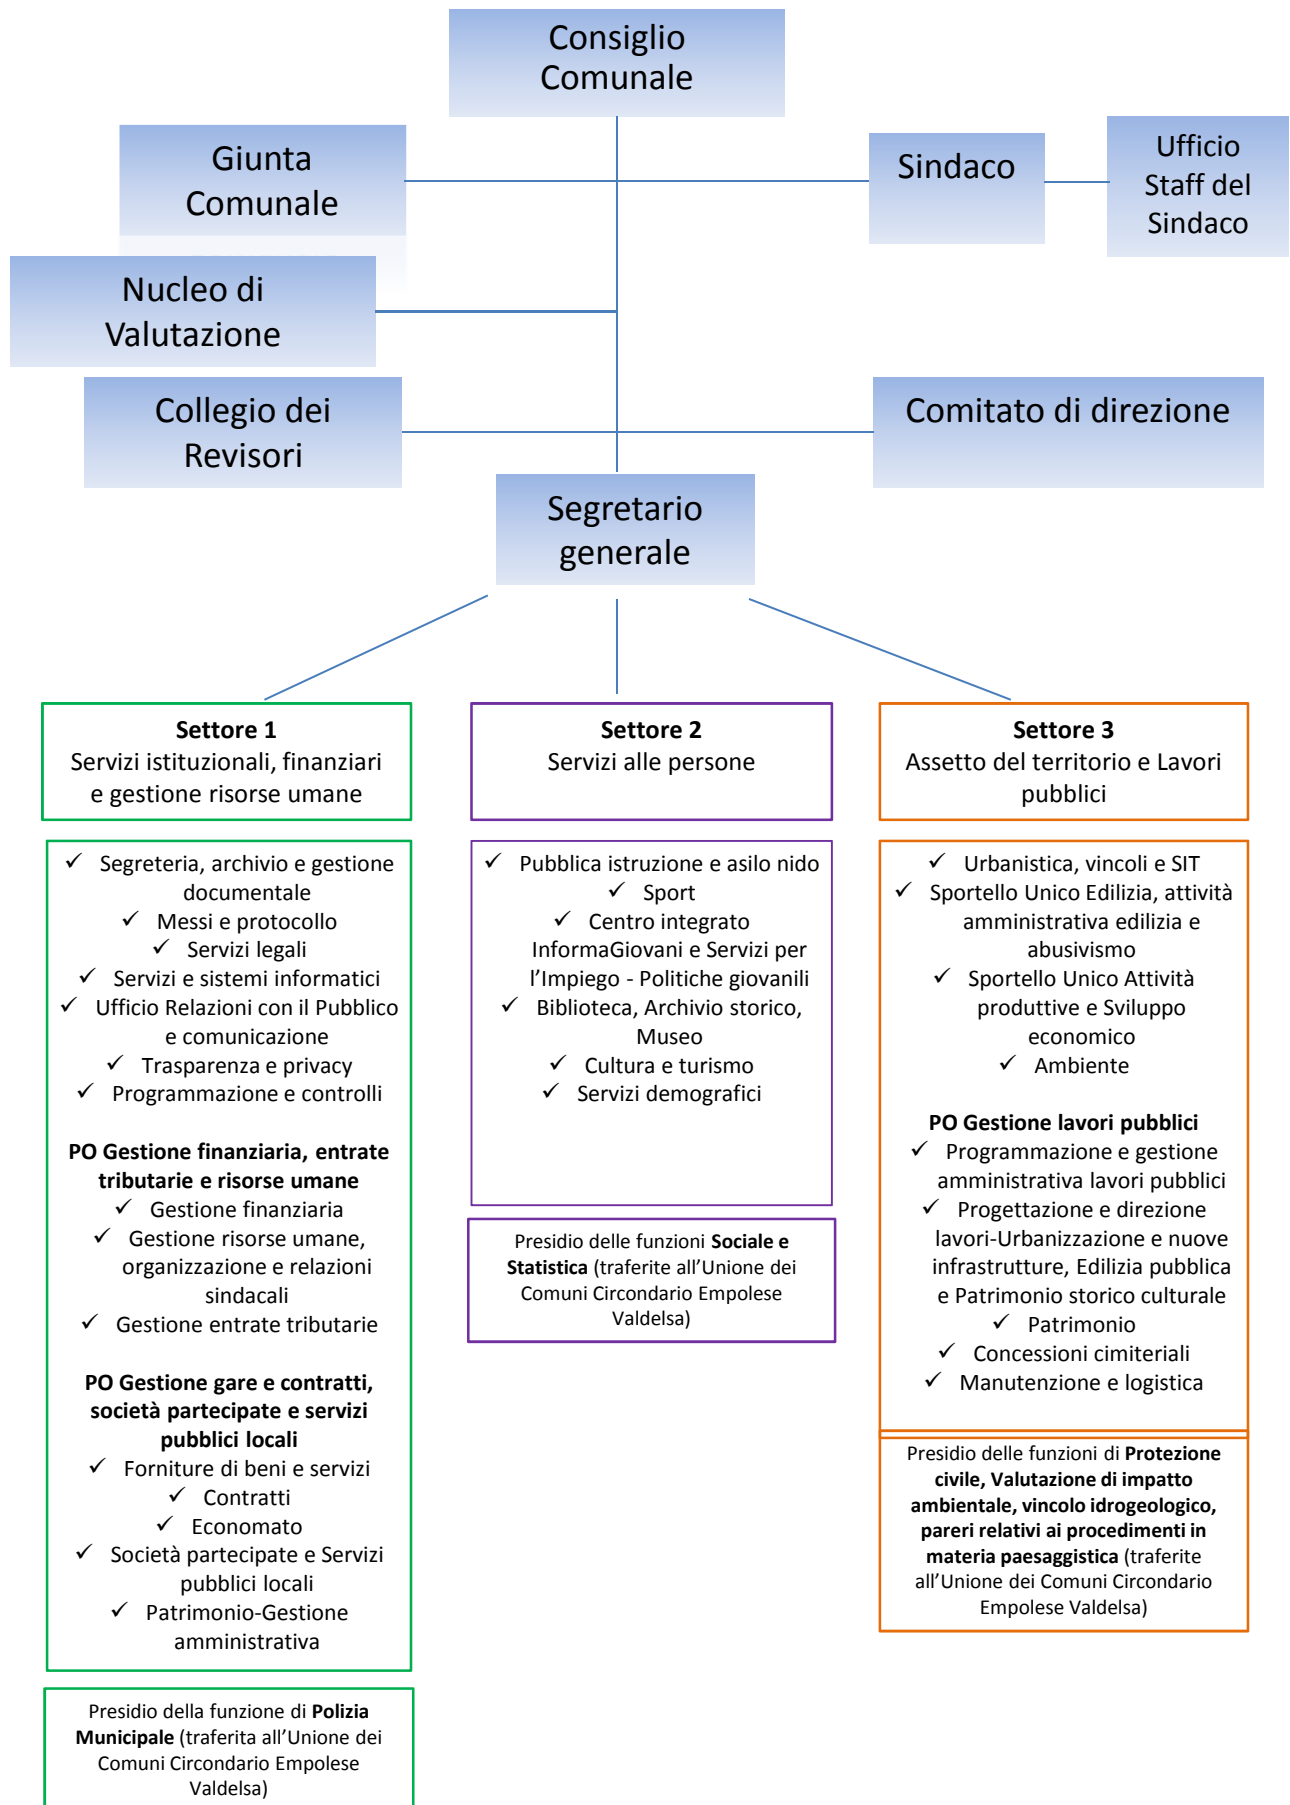 Consiglio
Comunale
Giunta
Comunale
Sindaco
Ufficio
Staff del
Sindaco
Nucleo di
Valutazione
Collegio dei
Revisori
Comitato di direzione
Segretario
generale
Settore 1
Servizi istituzionali, finanziari
e gestione risorse umane
✓ Segreteria, archivio e gestione
documentale
✓ Messi e protocollo
✓ Servizi legali
✓ Servizi e sistemi informatici
✓ Ufficio Relazioni con il Pubblico
e comunicazione
✓ Trasparenza e privacy
✓ Programmazione e controlli
PO Gestione finanziaria, entrate
tributarie e risorse umane
✓ Gestione finanziaria
✓ Gestione risorse umane,
organizzazione e relazioni
sindacali
✓ Gestione entrate tributarie
PO Gestione gare e contratti,
società partecipate e servizi
pubblici locali
✓ Forniture di beni e servizi
✓ Contratti
✓ Economato
✓ Società partecipate e Servizi
pubblici locali
✓ Patrimonio-Gestione
amministrativa
Presidio della funzione di Polizia
Municipale (traferita all'Unione dei
Comuni Circondario Empolese
Valdelsa)
Settore 2
Servizi alle persone
✓ Pubblica istruzione e asilo nido
✓ Sport
✓ Centro integrato
InformaGiovani e Servizi per
l'Impiego - Politiche giovanili
✓ Biblioteca, Archivio storico,
Museo
✓ Cultura e turismo
✓ Servizi demografici
Presidio delle funzioni Sociale e
Statistica (traferite all'Unione dei
Comuni Circondario Empolese
Valdelsa)
Settore 3
Assetto del territorio e Lavori
pubblici
✓ Urbanistica, vincoli e SIT
✓ Sportello Unico Edilizia, attività
amministrativa edilizia e
abusivismo
✓ Sportello Unico Attività
produttive e Sviluppo
economico
✓ Ambiente
PO Gestione lavori pubblici
✓ Programmazione e gestione
amministrativa lavori pubblici
✓ Progettazione e direzione
lavori-Urbanizzazione e nuove
infrastrutture, Edilizia pubblica
e Patrimonio storico culturale
✓ Patrimonio
✓ Concessioni cimiteriali
✓ Manutenzione e logistica
Presidio delle funzioni di Protezione
civile, Valutazione di impatto
ambientale, vincolo idrogeologico,
pareri relativi ai procedimenti in
materia paesaggistica (traferite
all'Unione dei Comuni Circondario
Empolese Valdelsa)